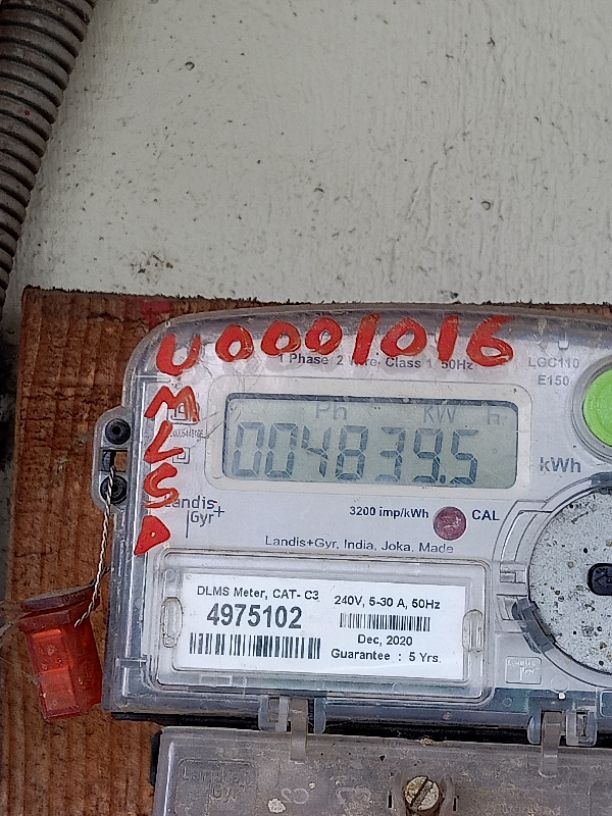 U0001016
UMLSD
1 Phase 2 Wire, Class 1, 50Hz
LGC110
E150
Ph KW h
004839.5
kWh
Landis
Gyr+
3200 imp/kWh CAL
Landis+Gyr, India, Joka, Made
DLMS Meter, CAT- C3
4975102
240V, 5-30 A, 50Hz
Dec, 2020
Guarantee : 5 Yrs.
C2